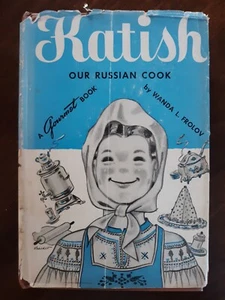 Katish
OUR RUSSIAN COOK
A Gourmet BOOK
by WANDA L. FROLOV